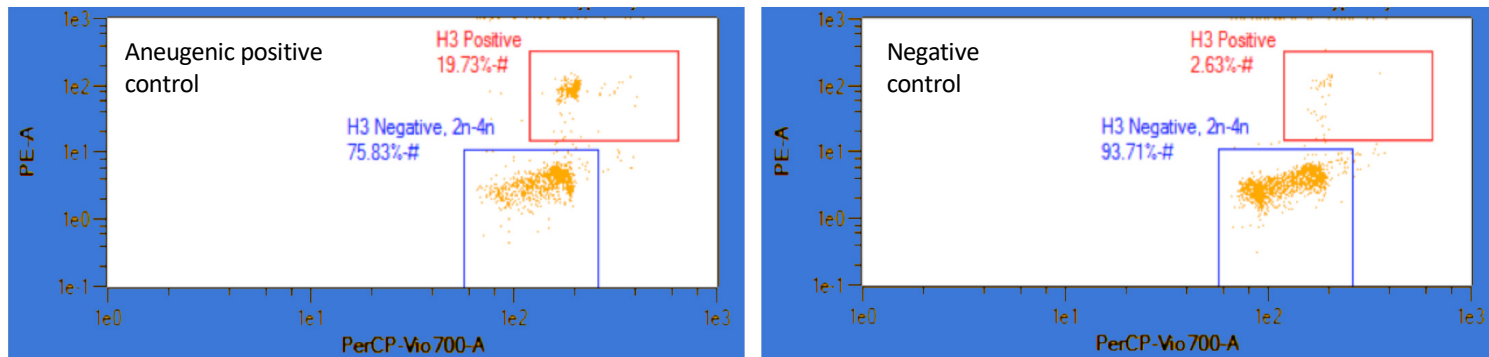 Aneugenic positive
control
H3 Positive
19.73%-#
H3 Negative, 2n-4n
75.83%-#
1e3
1e2
1e1
1e0
1e-1
PE-A
1e0
1e1
1e2
1e3
PerCP-Vio700-A
Negative
control
H3 Positive
2.63%-#
H3 Negative, 2n-4n
93.71%-#
1e3
1e2
1e1
1e0
1e-1
PE-A
1e0
1e1
1e2
1e3
PerCP-Vio700-A